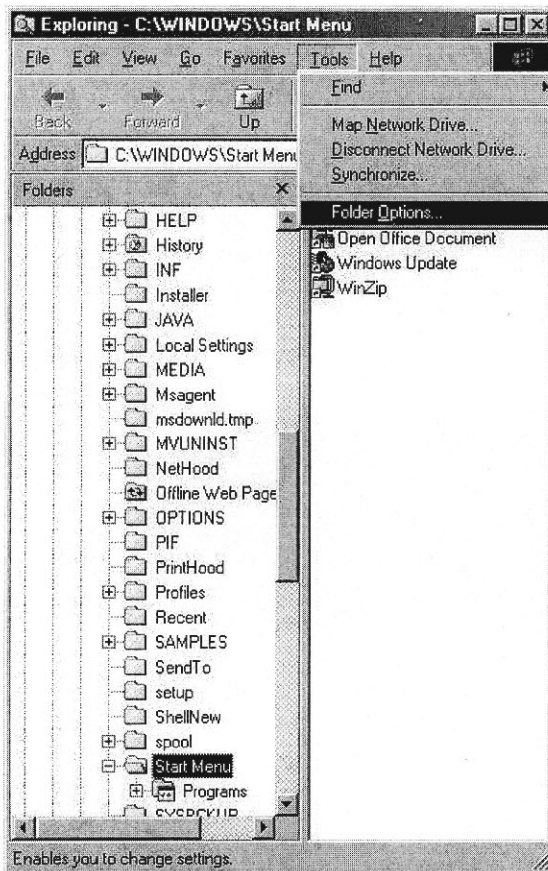 Exploring - C:\WINDOWS\Start Menu
File Edit View Go Favorites Tools Help
Back Forward Up
Address C:\WINDOWS\Start Menu
Find
Map Network Drive...
Disconnect Network Drive...
Synchronize...
Folder Options...
Folders
HELP
History
INF
Installer
JAVA
Local Settings
MEDIA
Msagent
msdownld.tmp
MVUNINST
NetHood
Offline Web Page
OPTIONS
PIF
PrintHood
Profiles
Recent
SAMPLES
SendTo
setup
ShellNew
spool
Start Menu
Programs
SYSBCKUP
Open Office Document
Windows Update
WinZip
Enables you to change settings.